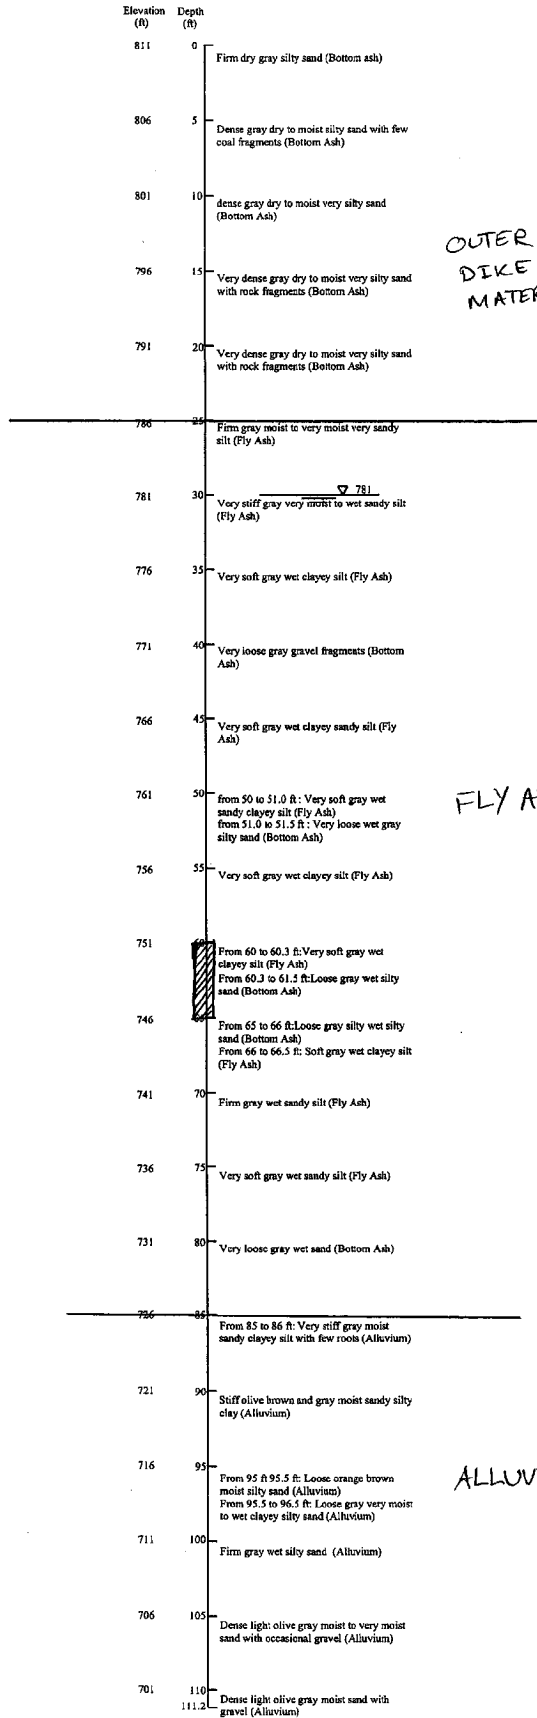 Elevation Depth
(ft) (ft)
811 0
Firm dry gray silty sand (Bottom ash)
806 5
Dense gray dry to moist silty sand with few
coal fragments (Bottom Ash)
801 10
dense gray dry to moist very silty sand
(Bottom Ash)
OUTER
DIKE
796 15
Very dense gray dry to moist very silty sand
with rock fragments (Bottom Ash)
791 20
Very dense gray dry to moist very silty sand
with rock fragments (Bottom Ash)
786 25
Firm gray moist to very moist very sandy
silt (Fly Ash)
781
781 30
Very stiff gray very moist to wet sandy silt
(Fly Ash)
776 35
Very soft gray wet clayey silt (Fly Ash)
771 40
Very loose gray gravel fragments (Bottom
Ash)
766 45
Very soft gray wet clayey sandy silt (Fly
Ash)
761 50
from 50 to 51.0 ft: Very soft gray wet
sandy clayey silt (Fly Ash)
from 51.0 to 51.5 ft : Very loose wet gray
silty sand (Bottom Ash)
FLY A
756 55
Very soft gray wet clayey silt (Fly Ash)
751 60
From 60 to 60.3 ft:Very soft gray wet
clayey silt (Fly Ash)
From 60.3 to 61.5 ft:Loose gray wet silty
sand (Bottom Ash)
746 65
From 65 to 66 ft:Loose gray silty wet silty
sand (Bottom Ash)
From 66 to 66.5 ft: Soft gray wet clayey silt
(Fly Ash)
741 70
Firm gray wet sandy silt (Fly Ash)
736 75
Very soft gray wet sandy silt (Fly Ash)
731 80
Very loose gray wet sand (Bottom Ash)
726 85
From 85 to 86 ft: Very stiff gray moist
sandy clayey silt with few roots (Alluvium)
721 90
Stiff olive brown and gray moist sandy silty
clay (Alluvium)
716 95
From 95 ft 95.5 ft: Loose orange brown
moist silty sand (Alluvium)
From 95.5 to 96.5 ft: Loose gray very moist
to wet clayey silty sand (Alluvium)
ALLUV
711 100
Firm gray wet silty sand (Alluvium)
706 105
Dense light olive gray moist to very moist
sand with occasional gravel (Alluvium)
701 110
111.2
Dense light olive gray moist sand with
gravel (Alluvium)